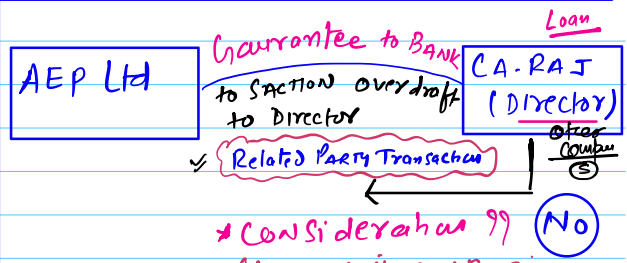 Loan
Gaurrantee to BANK
AEP Ltd
CA. RAJ
(Director)
to SACTION overdraft
to Director
Other
Compan
(S)
Related PARTY Transaction
* CONSideration ??
No